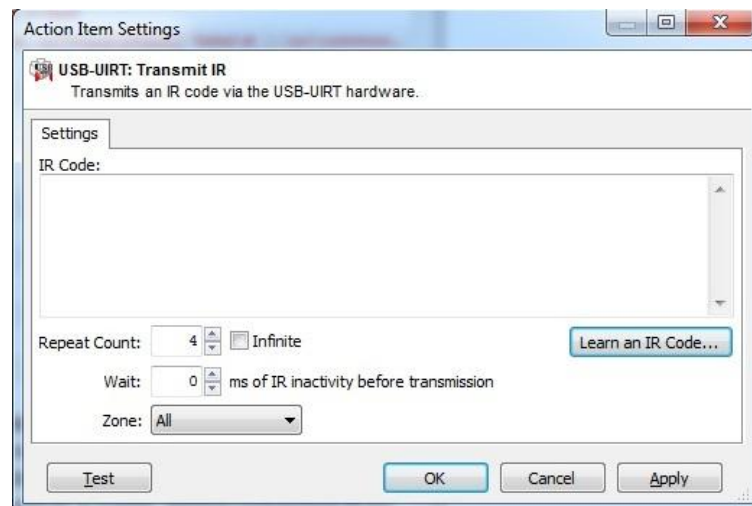 Action Item Settings
USB-UIRT: Transmit IR
Transmits an IR code via the USB-UIRT hardware.
Settings
IR Code:
Repeat Count: 4 Infinite Learn an IR Code...
Wait: 0 ms of IR inactivity before transmission
Zone: All
Test OK Cancel Apply